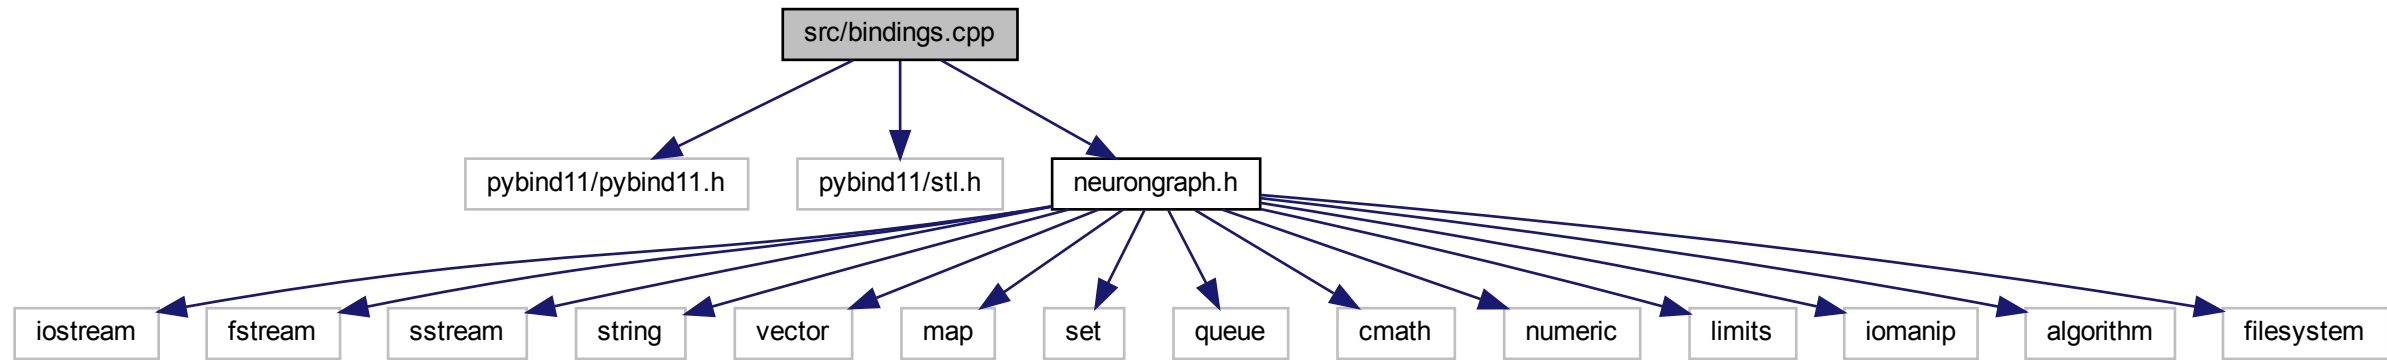 src/bindings.cpp
pybind11/pybind11.h
pybind11/stl.h
neurongraph.h
iostream
fstream
sstream
string
vector
map
set
queue
cmath
numeric
limits
iomanip
algorithm
filesystem